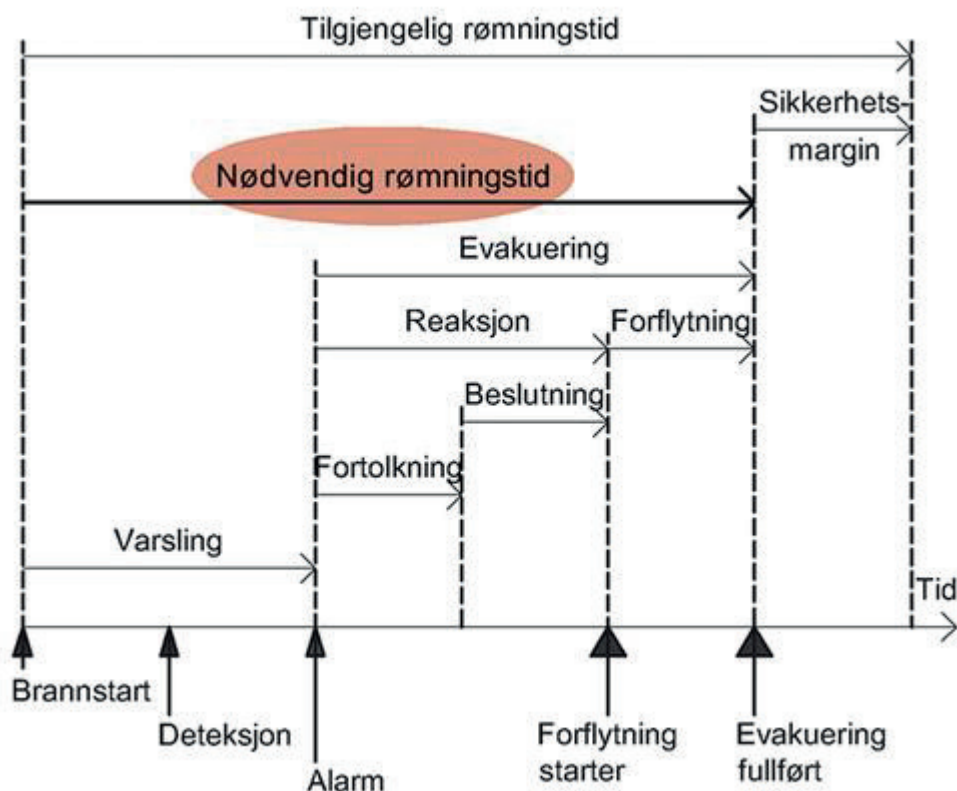 Tilgjengelig rømningstid
Sikkerhets-
margin
Nødvendig rømningstid
Evakuering
Reaksjon
Forflytning
Beslutning
Fortolkning
Varsling
Tid
Brannstart
Deteksjon
Alarm
Forflytning
starter
Evakuering
fullført